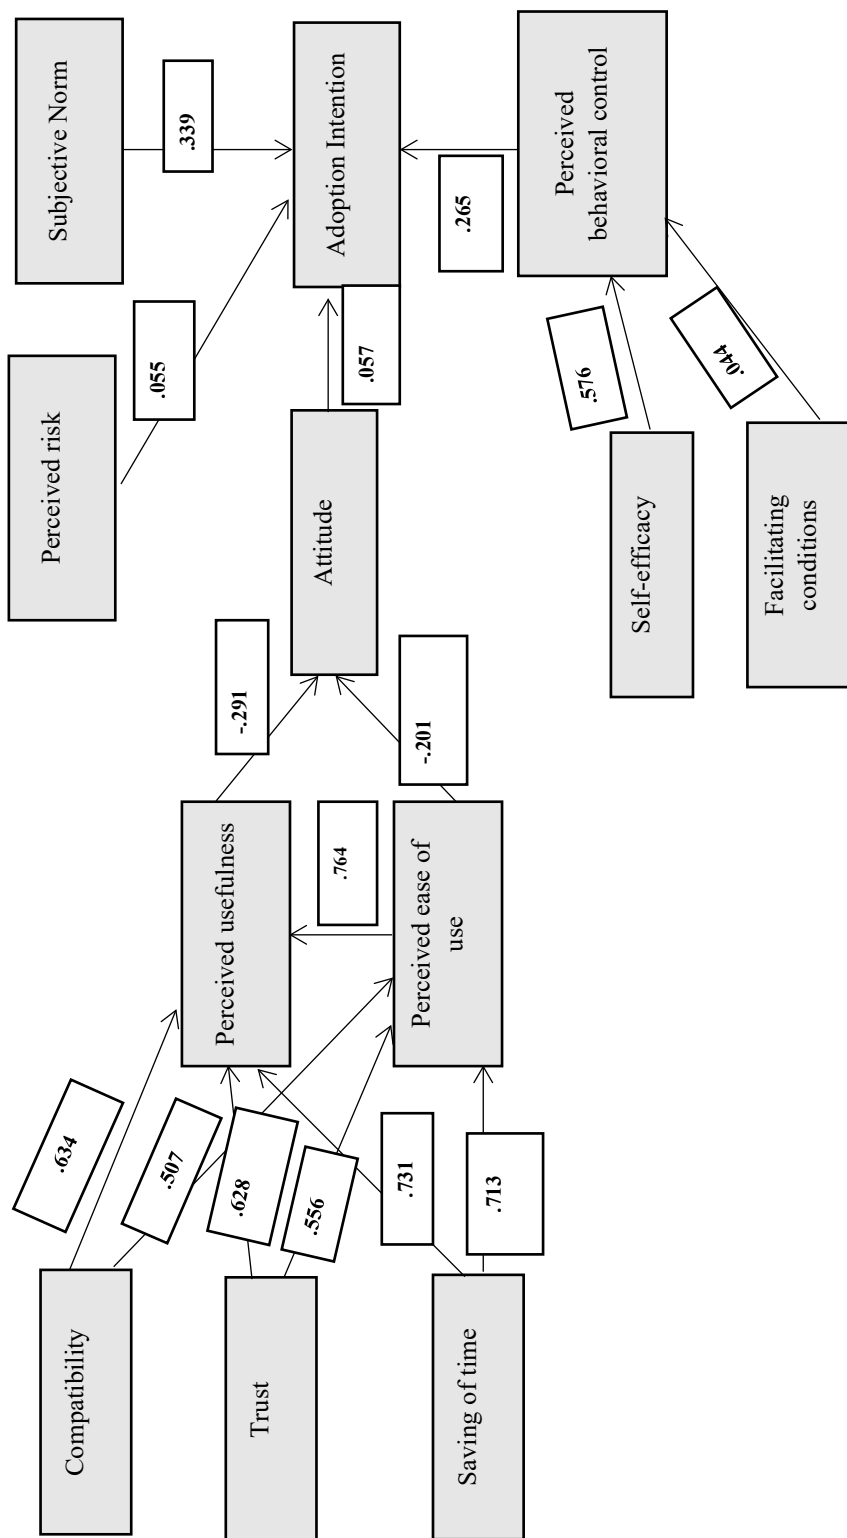 Compatibility
Trust
Saving of time
.634
.507
.628
.556
.731
.713
Perceived usefulness
.764
Perceived ease of
use
-.291
-.201
Perceived risk
Attitude
Self-efficacy
Facilitating
conditions
.055
.057
.576
.044
Subjective Norm
.339
Adoption Intention
.265
Perceived
behavioral control